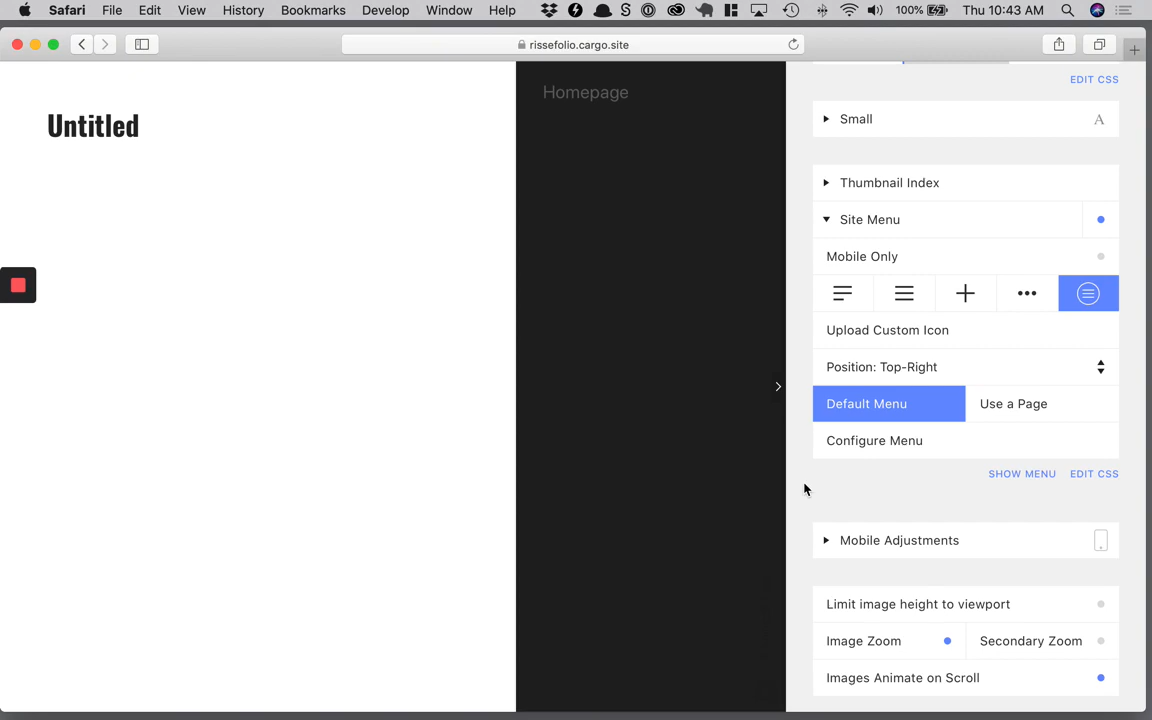 Safari File Edit View History Bookmarks Develop Window Help 100% Thu 10:43 AM
rissefolio.cargo.site
Untitled
Homepage
EDIT CSS
Small A
Thumbnail Index
Site Menu
Mobile Only
Upload Custom Icon
Position: Top-Right
Default Menu Use a Page
Configure Menu
SHOW MENU EDIT CSS
Mobile Adjustments
Limit image height to viewport
Image Zoom Secondary Zoom
Images Animate on Scroll